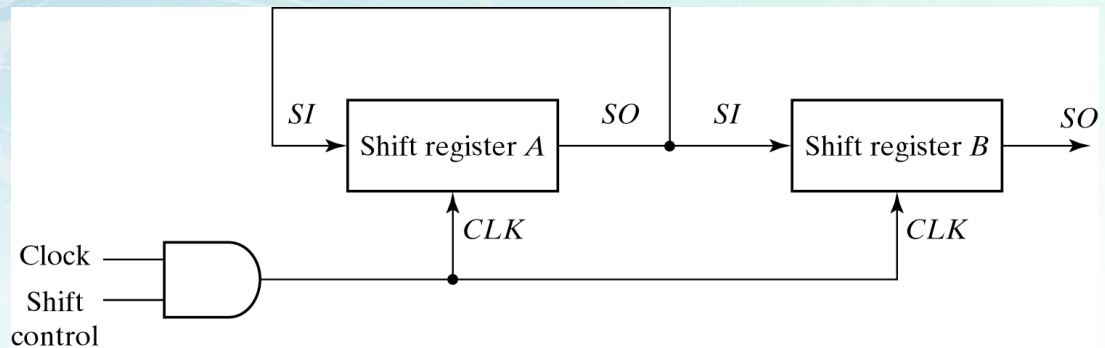 SI
SO
SI
SO
Shift register A
Shift register B
CLK
CLK
Clock
Shift
control